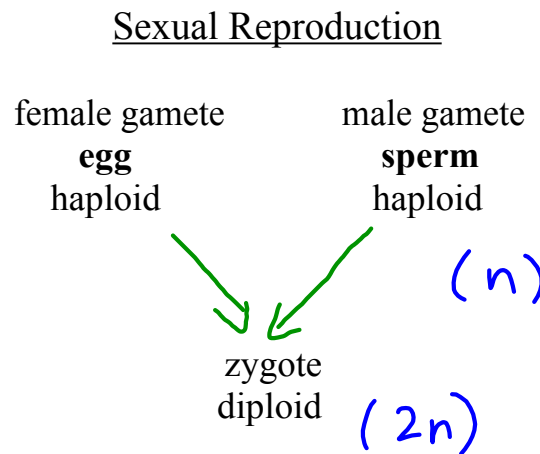 Sexual Reproduction
female gamete
egg
haploid
male gamete
sperm
haploid
(n)
zygote
diploid
(2n)